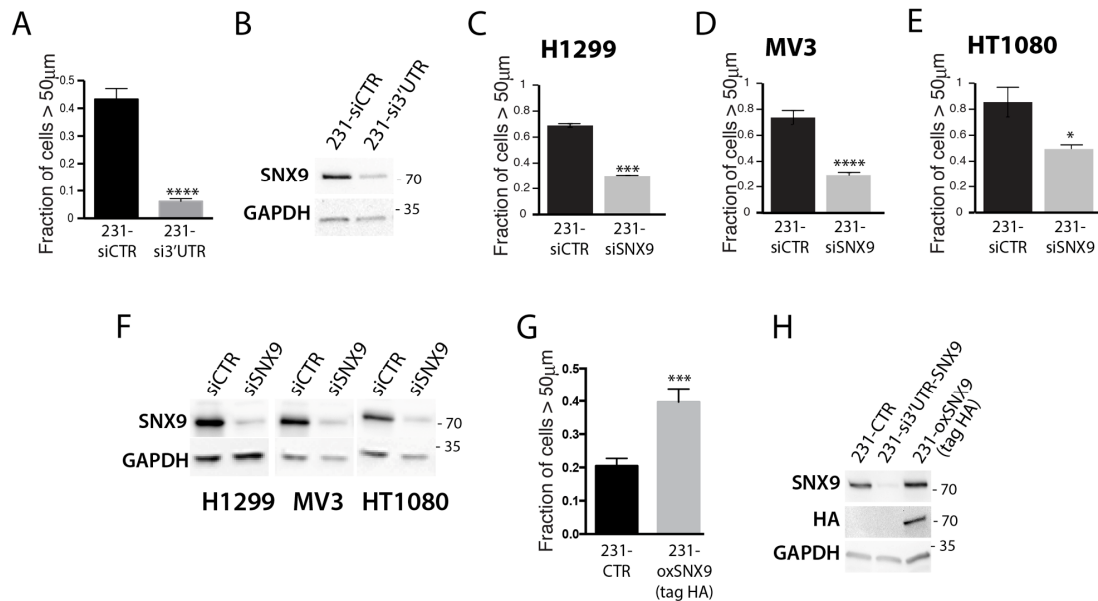 A
Fraction of cells > 50μm
0.5
0.4
0.3
0.2
0.1
0
****
231-
siCTR
231-
si3'UTR
B
231-siCTR
231-si3'UTR
SNX9
- 70
- 35
GAPDH
C
H1299
Fraction of cells > 50μm
1
0.8
0.6
0.4
0.2
0
***
231-
siCTR
231-
siSNX9
D
MV3
Fraction of cells > 50μm
1
0.8
0.6
0.4
0.2
0
****
231-
siCTR
231-
siSNX9
E
HT1080
Fraction of cells > 50μm
1
0.8
0.6
0.4
0.2
0
*
231-
siCTR
231-
siSNX9
F
siCTR
siSNX9
siCTR
siSNX9
siCTR
siSNX9
SNX9
- 70
- 35
GAPDH
H1299 MV3 HT1080
G
Fraction of cells > 50μm
0.5
0.4
0.3
0.2
0.1
0.0
***
231-
CTR
231-
oxSNX9
(tag HA)
H
231-CTR
231-si3'UTR-SNX9
231-oxSNX9
(tag HA)
SNX9
- 70
HA
- 70
- 35
GAPDH